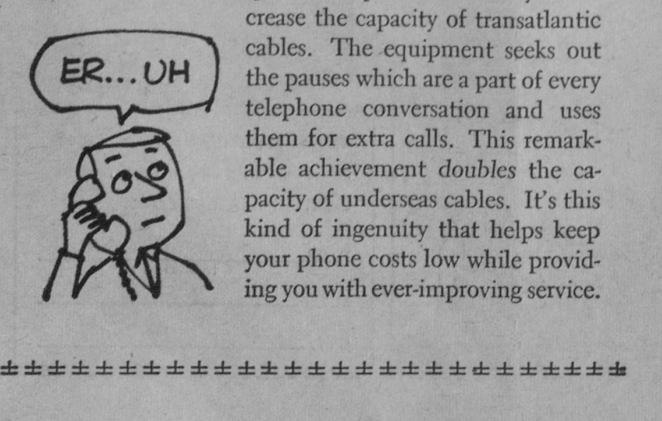 ER...UH
crease the capacity of transatlantic
cables. The equipment seeks out
the pauses which are a part of every
telephone conversation and uses
them for extra calls. This remark-
able achievement doubles the ca-
pacity of underseas cables. It's this
kind of ingenuity that helps keep
your phone costs low while provid-
ing you with ever-improving service.